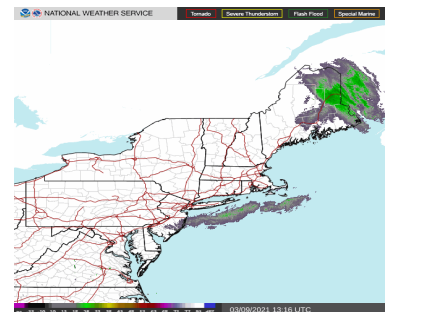 NATIONAL WEATHER SERVICE
Tornado Severe Thunderstorm Flash Flood Special Marine
03/09/2021 13:16 UTC